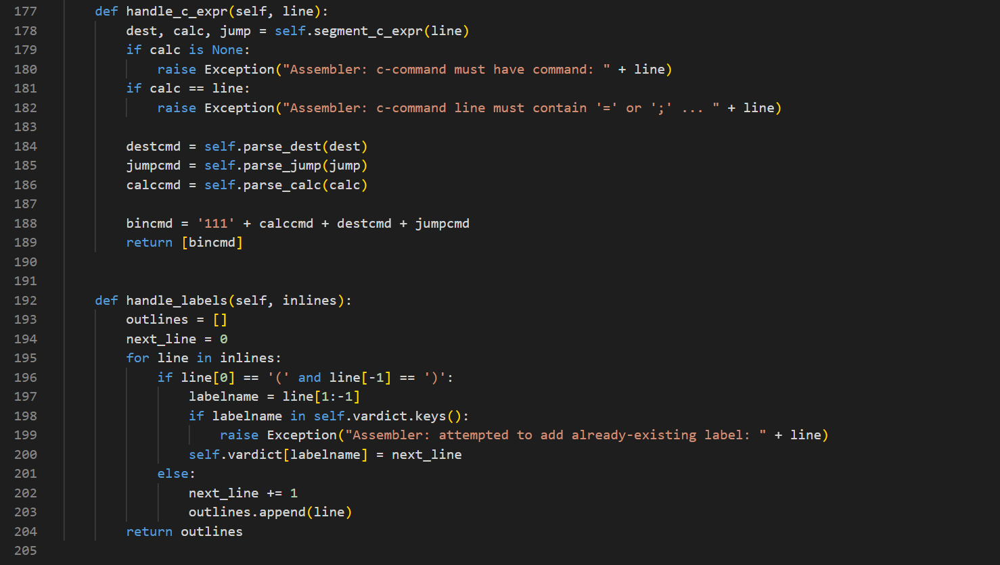 177 def handle_c_expr(self, line):
178 dest, calc, jump = self.segment_c_expr(line)
179 if calc is None:
180 raise Exception("Assembler: c-command must have command: " + line)
181 if calc == line:
182 raise Exception("Assembler: c-command line must contain '=' or ';' ... " + line)
183
184 destcmd = self.parse_dest(dest)
185 jumpcmd = self.parse_jump(jump)
186 calccmd = self.parse_calc(calc)
187
188 bincmd = '111' + calccmd + destcmd + jumpcmd
189 return [bincmd]
190
191
192 def handle_labels(self, inlines):
193 outlines = []
194 next_line = 0
195 for line in inlines:
196 if line[0] == '(' and line[-1] == ')':
197 labelname = line[1:-1]
198 if labelname in self.vardict.keys():
199 raise Exception("Assembler: attempted to add already-existing label: " + line)
200 self.vardict[labelname] = next_line
201 else:
202 next_line += 1
203 outlines.append(line)
204 return outlines
205